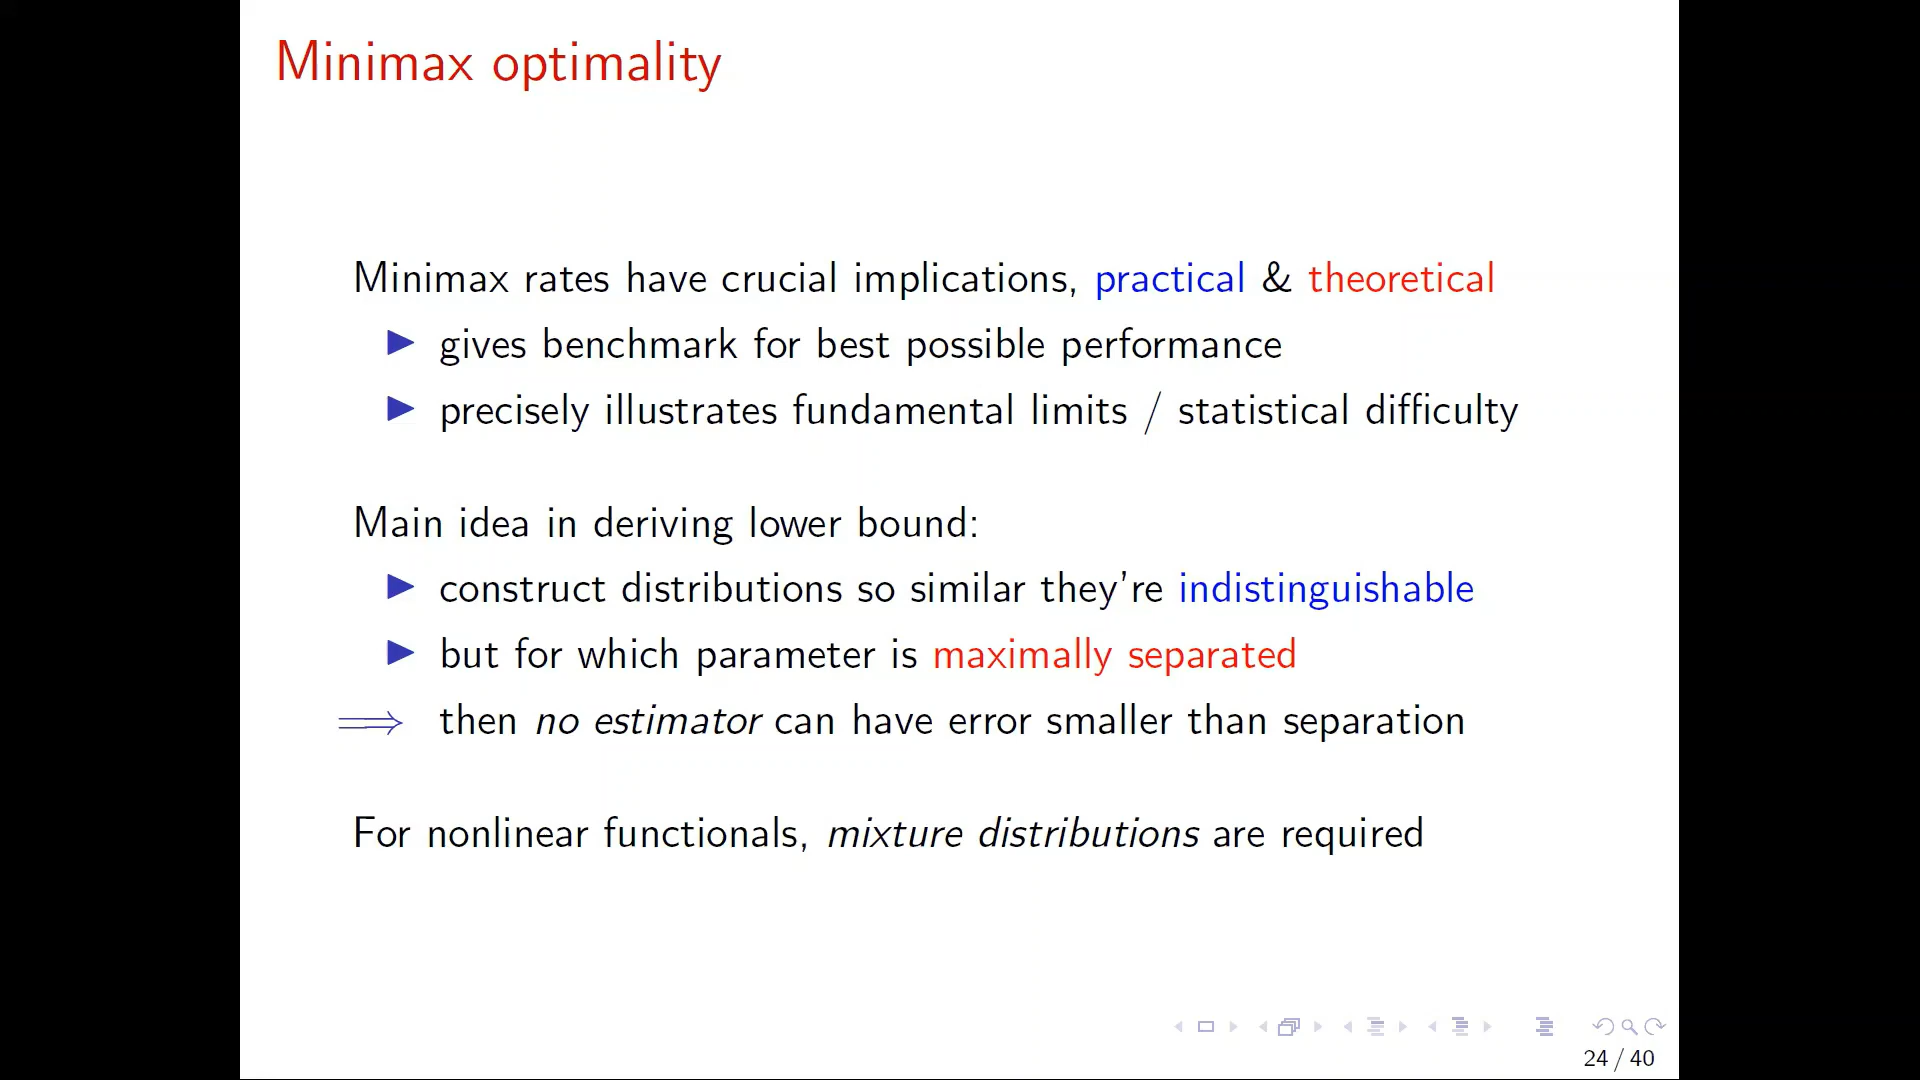 Minimax optimality
Minimax rates have crucial implications, practical & theoretical
▶ gives benchmark for best possible performance
▶ precisely illustrates fundamental limits / statistical difficulty
Main idea in deriving lower bound:
▶ construct distributions so similar they're indistinguishable
▶ but for which parameter is maximally separated
⟹ then no estimator can have error smaller than separation
For nonlinear functionals, mixture distributions are required
24 / 40